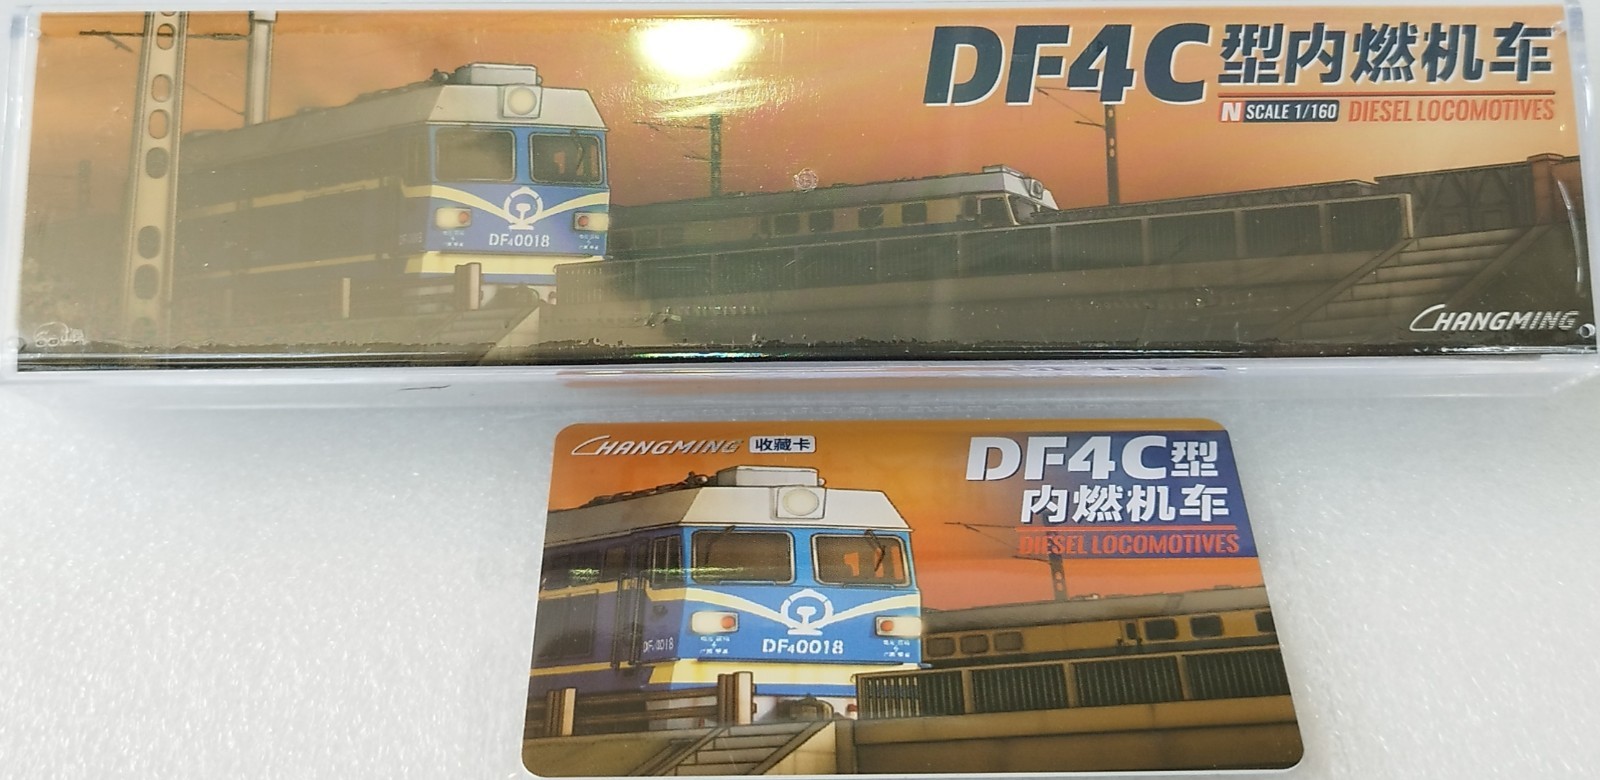 DF4C型内燃机车
N SCALE 1/160 DIESEL LOCOMOTIVES
DF₄0018
CHANGMING
CHANGMING 收藏卡
DF4C型
内燃机车
DIESEL LOCOMOTIVES
DF₄0018
DF₄0018